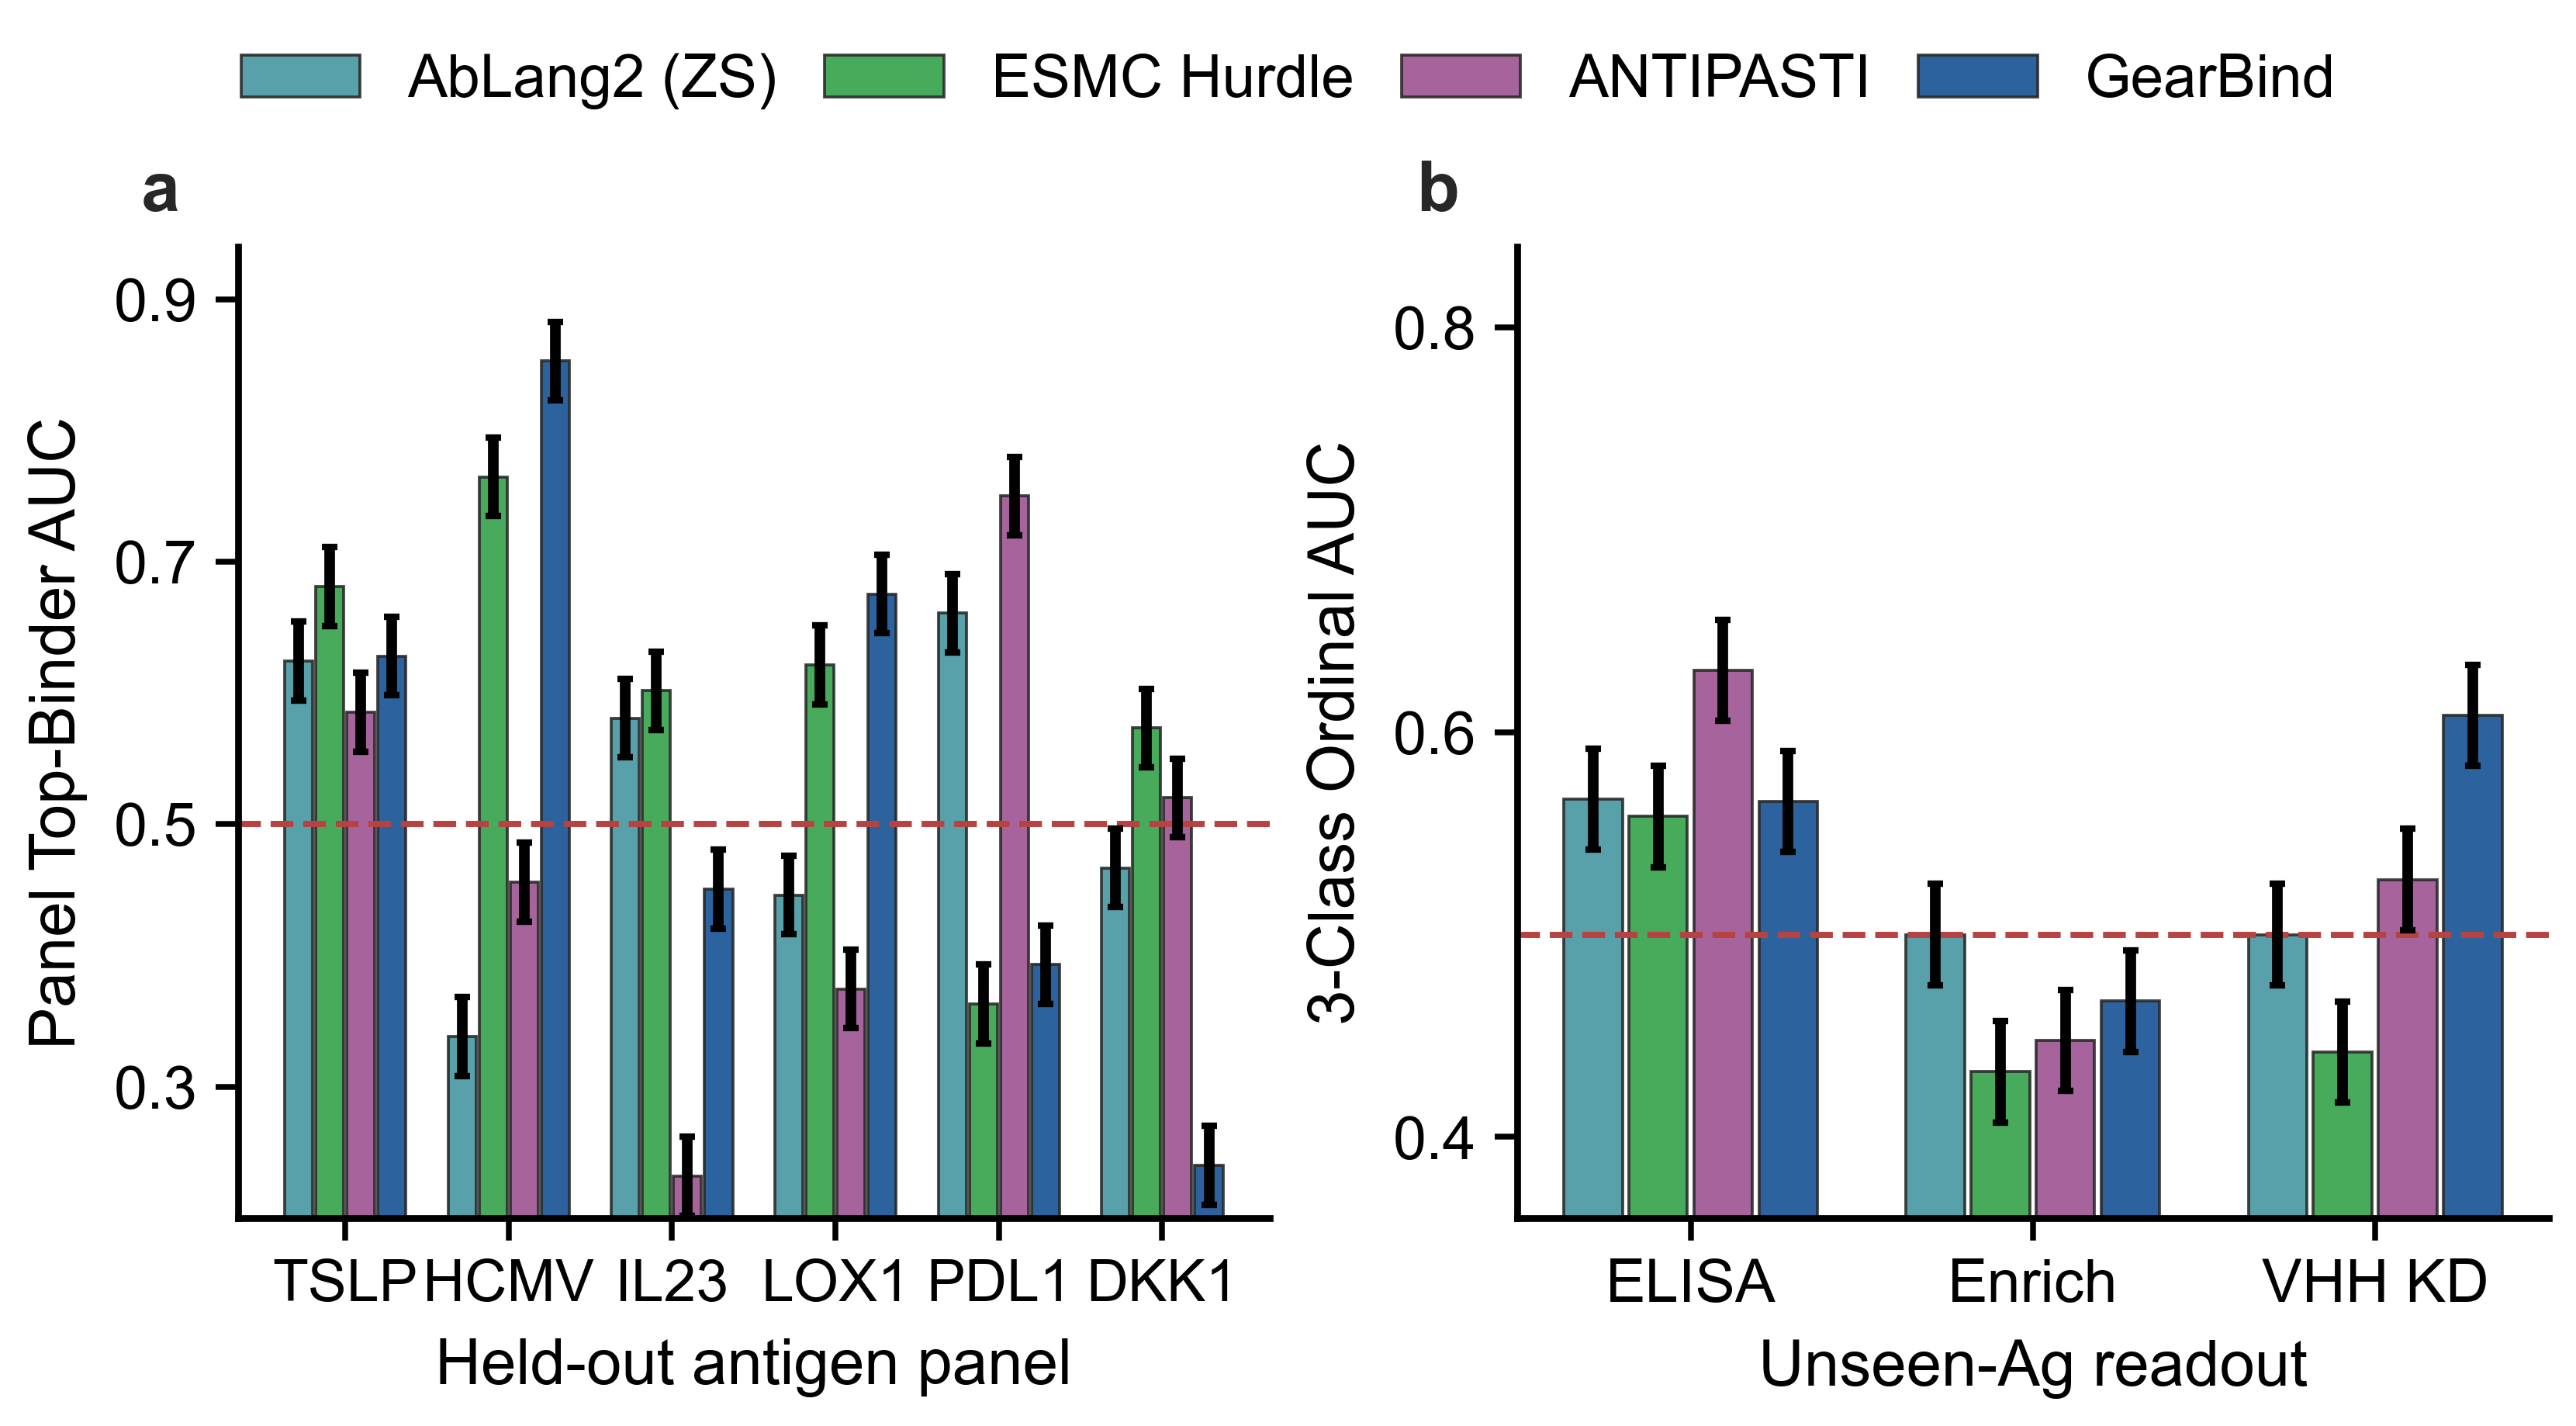 AbLang2 (ZS) ESMC Hurdle ANTIPASTI GearBind
a
Panel Top-Binder AUC
0.9
0.7
0.5
0.3
TSLP HCMV IL23 LOX1 PDL1 DKK1
Held-out antigen panel
b
3-Class Ordinal AUC
0.8
0.6
0.4
ELISA Enrich VHH KD
Unseen-Ag readout